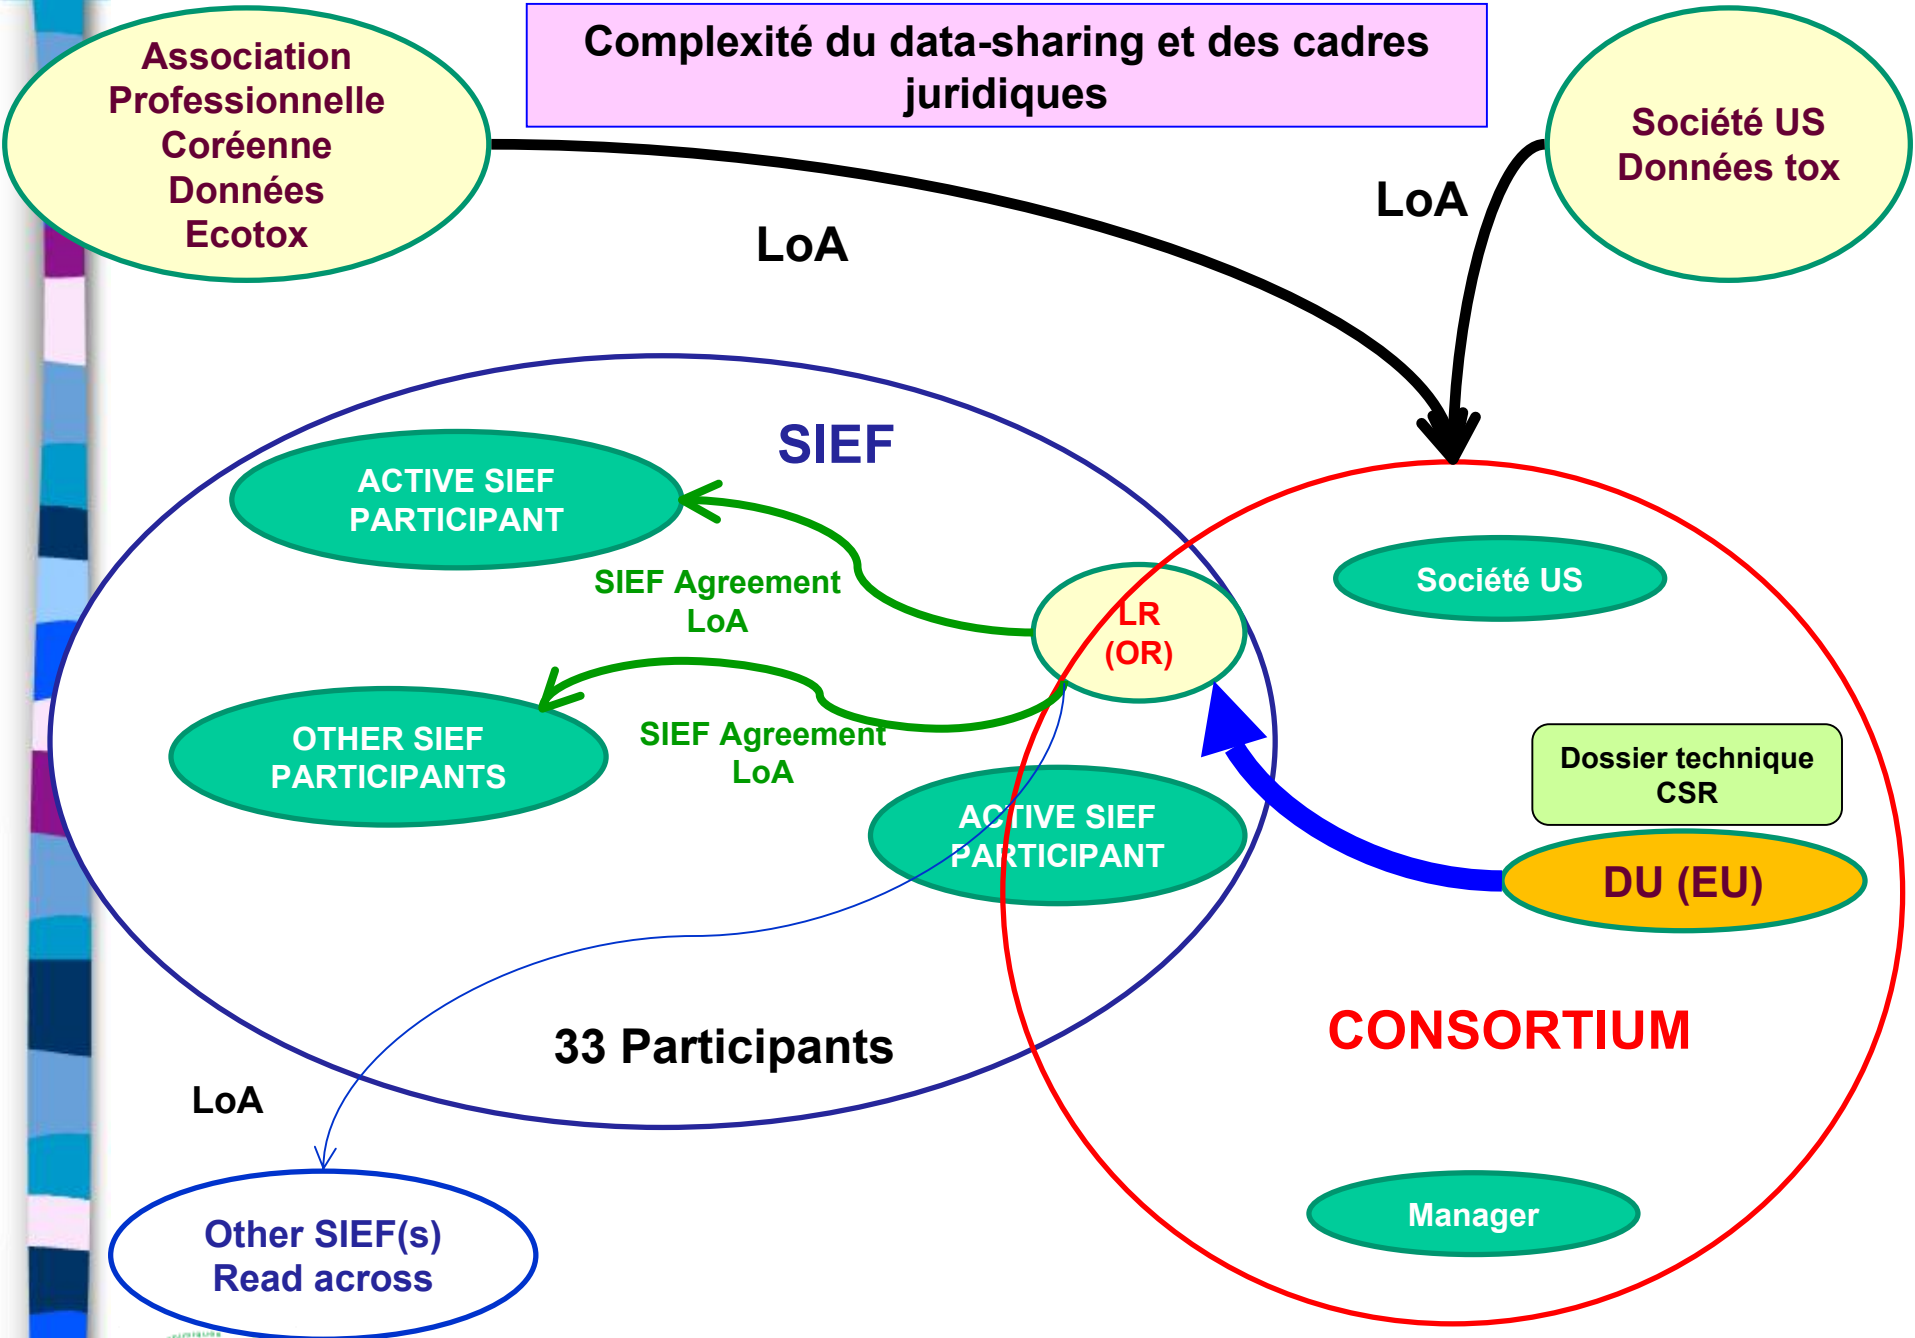 Complexité du data-sharing et des cadres
juridiques
Association
Professionnelle
Coréenne
Données
Ecotox
Société US
Données tox
LoA
LoA
SIEF
ACTIVE SIEF
PARTICIPANT
SIEF Agreement
LoA
LR
(OR)
Société US
OTHER SIEF
PARTICIPANTS
SIEF Agreement
LoA
ACTIVE SIEF
PARTICIPANT
Dossier technique
CSR
DU (EU)
CONSORTIUM
33 Participants
LoA
Other SIEF(s)
Read across
Manager